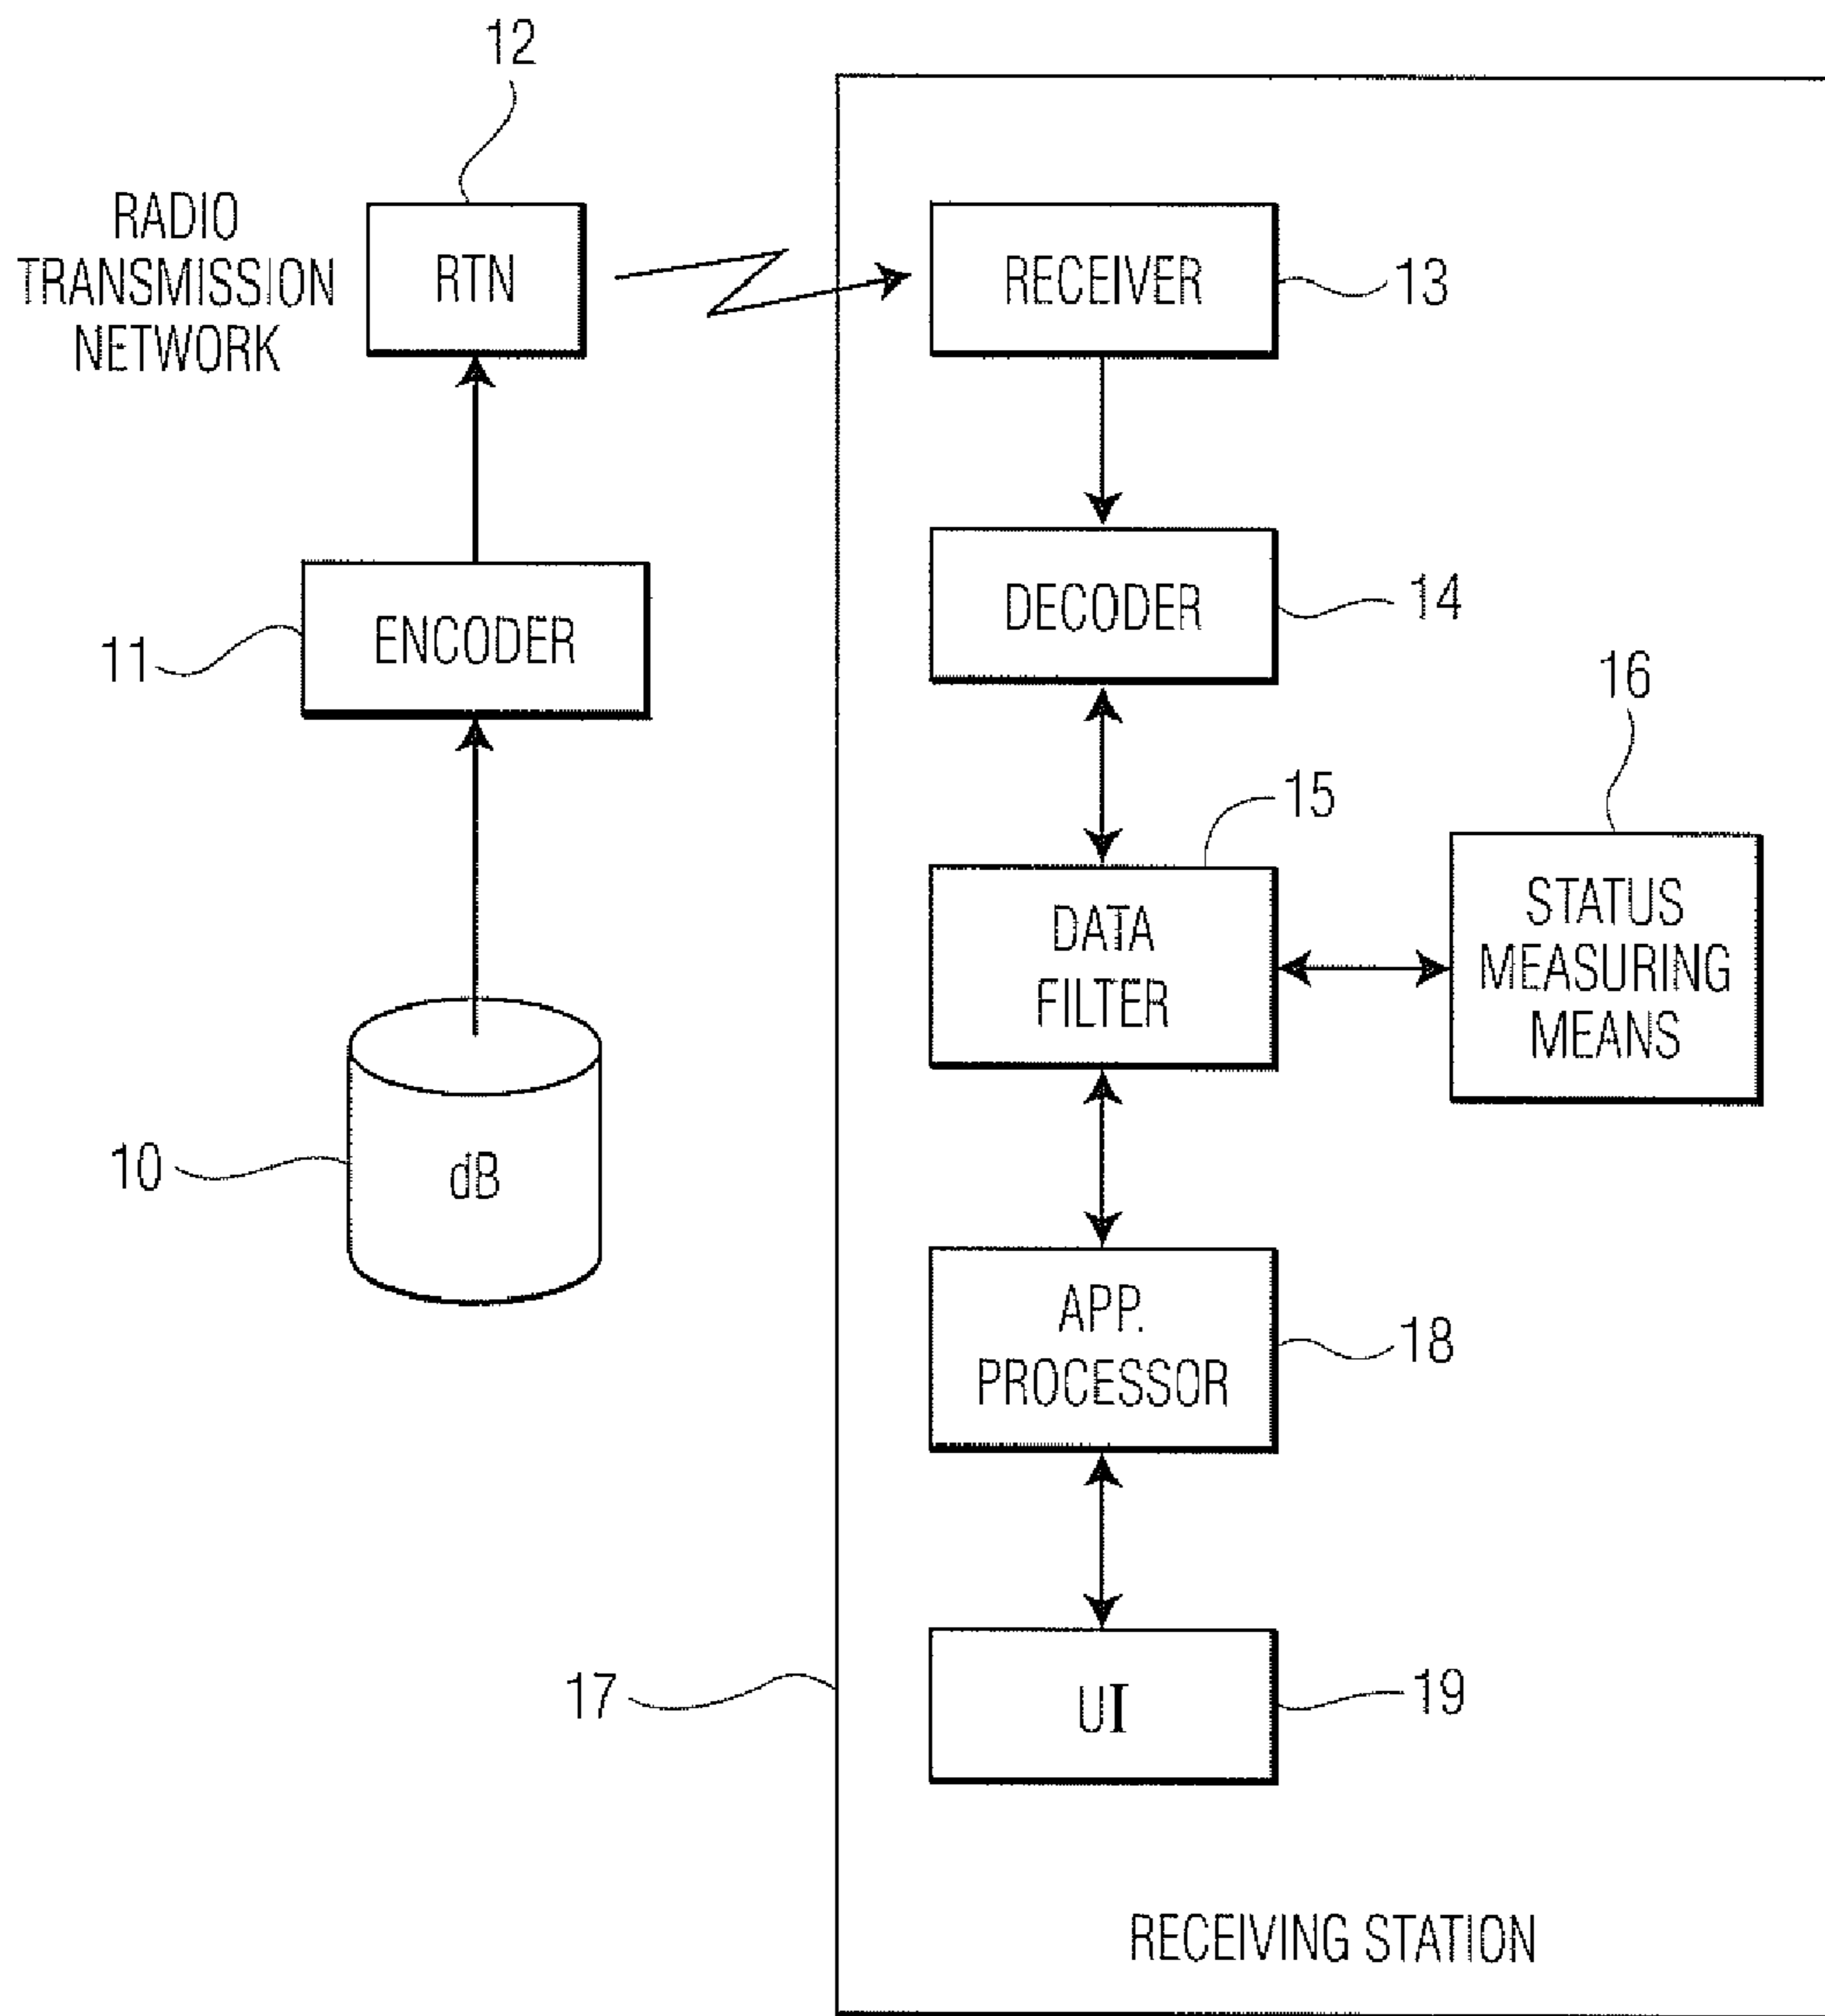 12
RADIO
TRANSMISSION
NETWORK
RTN
RECEIVER
13
ENCODER
11
DECODER
14
16
15
DATA
FILTER
STATUS
MEASURING
MEANS
10
dB
APP.
PROCESSOR
18
17
UI
19
RECEIVING STATION